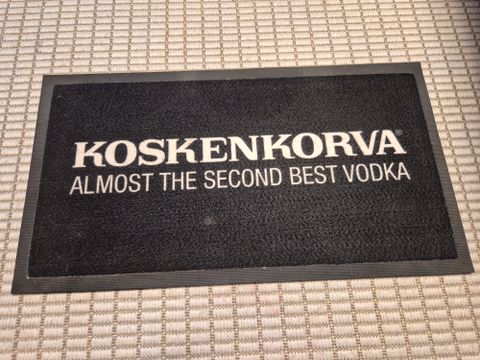 KOSKENKORVA®
ALMOST THE SECOND BEST VODKA